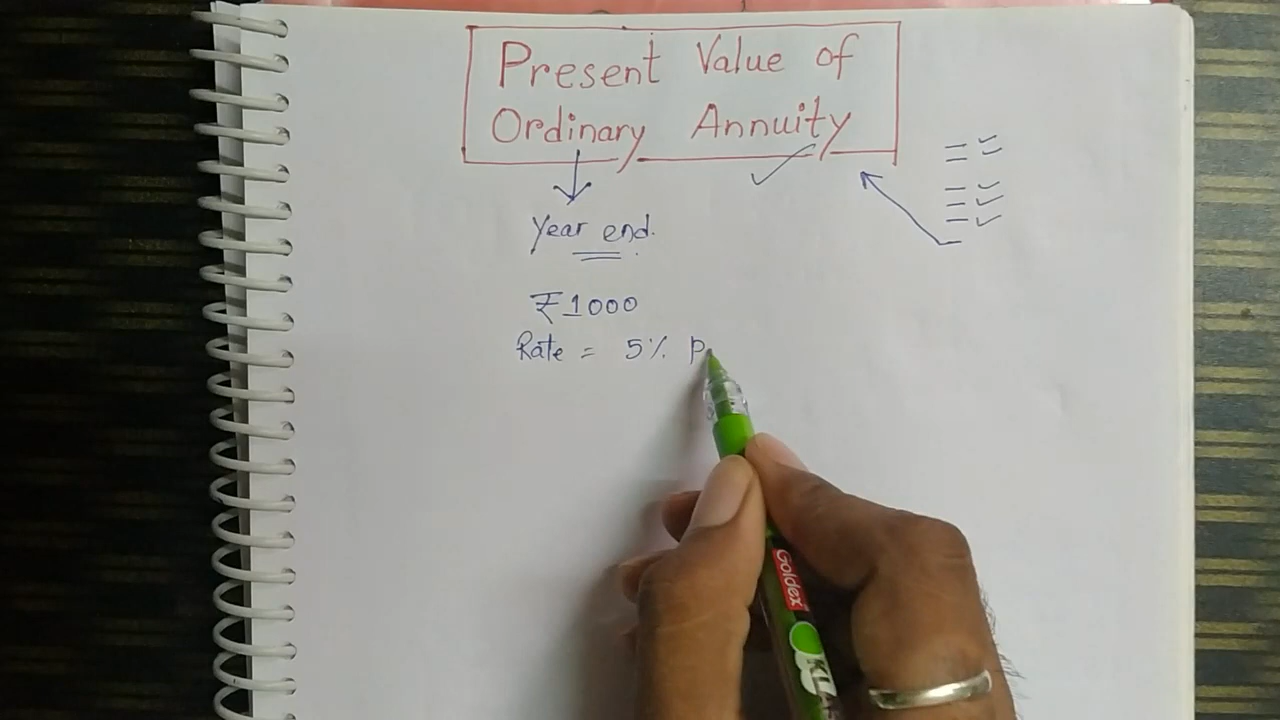 Present Value of
Ordinary Annuity
Year end.
₹1000
Rate = 5% p
Goldex